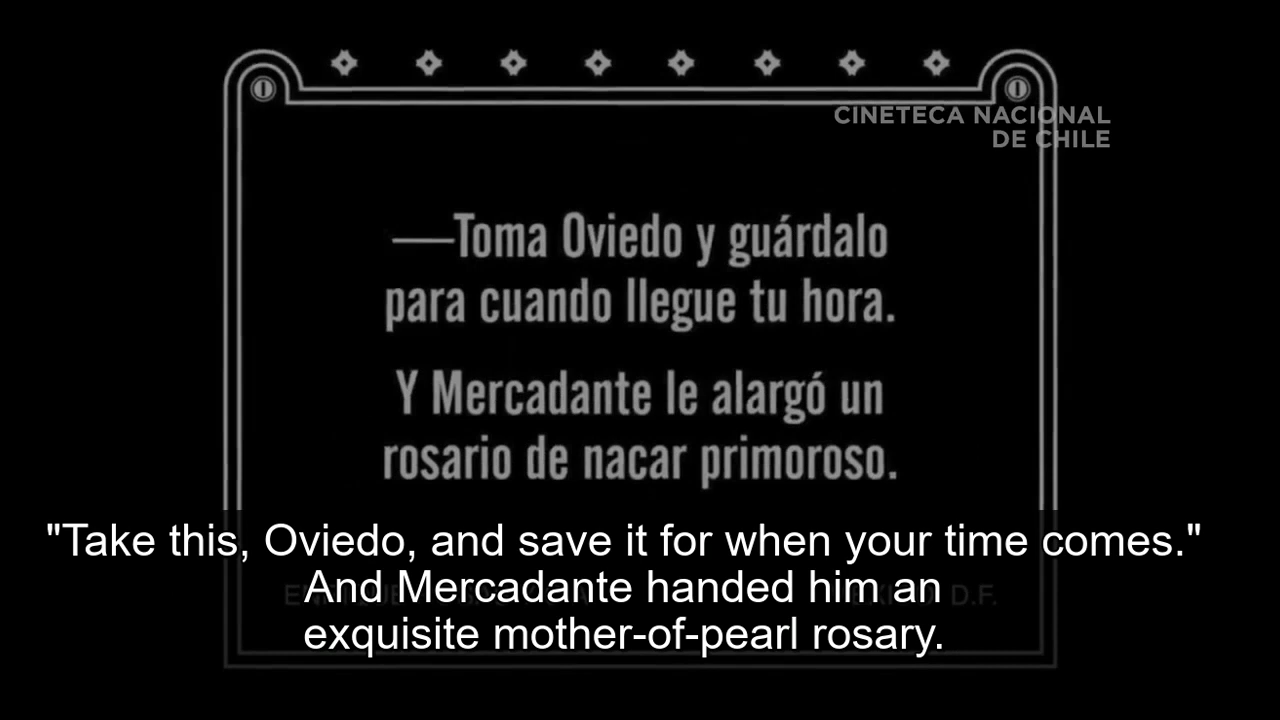 CINETECA NACIONAL
DE CHILE
—Toma Oviedo y guárdalo
para cuando llegue tu hora.
Y Mercadante le alargó un
rosario de nacar primoroso.
"Take this, Oviedo, and save it for when your time comes."
And Mercadante handed him an
exquisite mother-of-pearl rosary.
D.F.